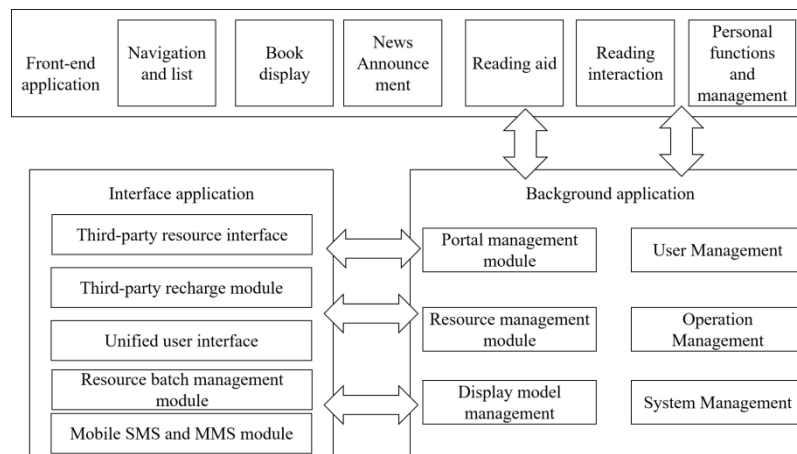 Front-end
application
Navigation
and list
Book
display
News
Announce
ment
Reading aid
Reading
interaction
Personal
functions
and
management
Interface application
Third-party resource interface
Third-party recharge module
Unified user interface
Resource batch management
module
Mobile SMS and MMS module
Background application
Portal management
module
User Management
Resource management
module
Operation
Management
Display model
management
System Management